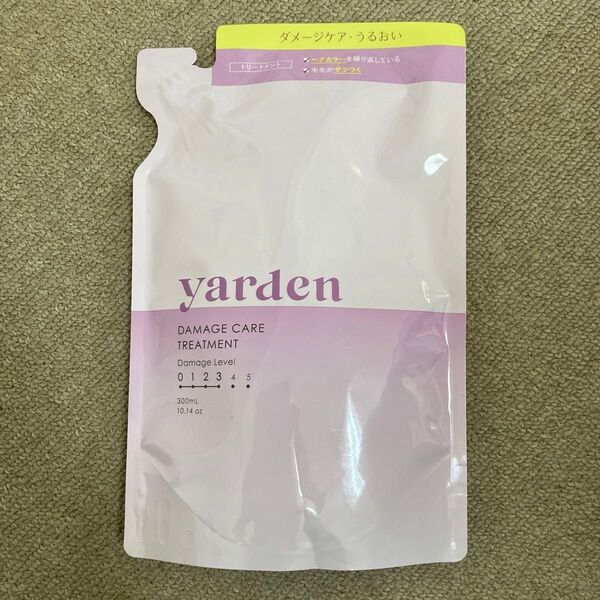 ダメージケア・うるおい
トリートメント
ヘアカラーを繰り返している
毛先がザラつく
yarden
DAMAGE CARE
TREATMENT
Damage Level
0 1 2 3 4 5
300mL
10.14 oz